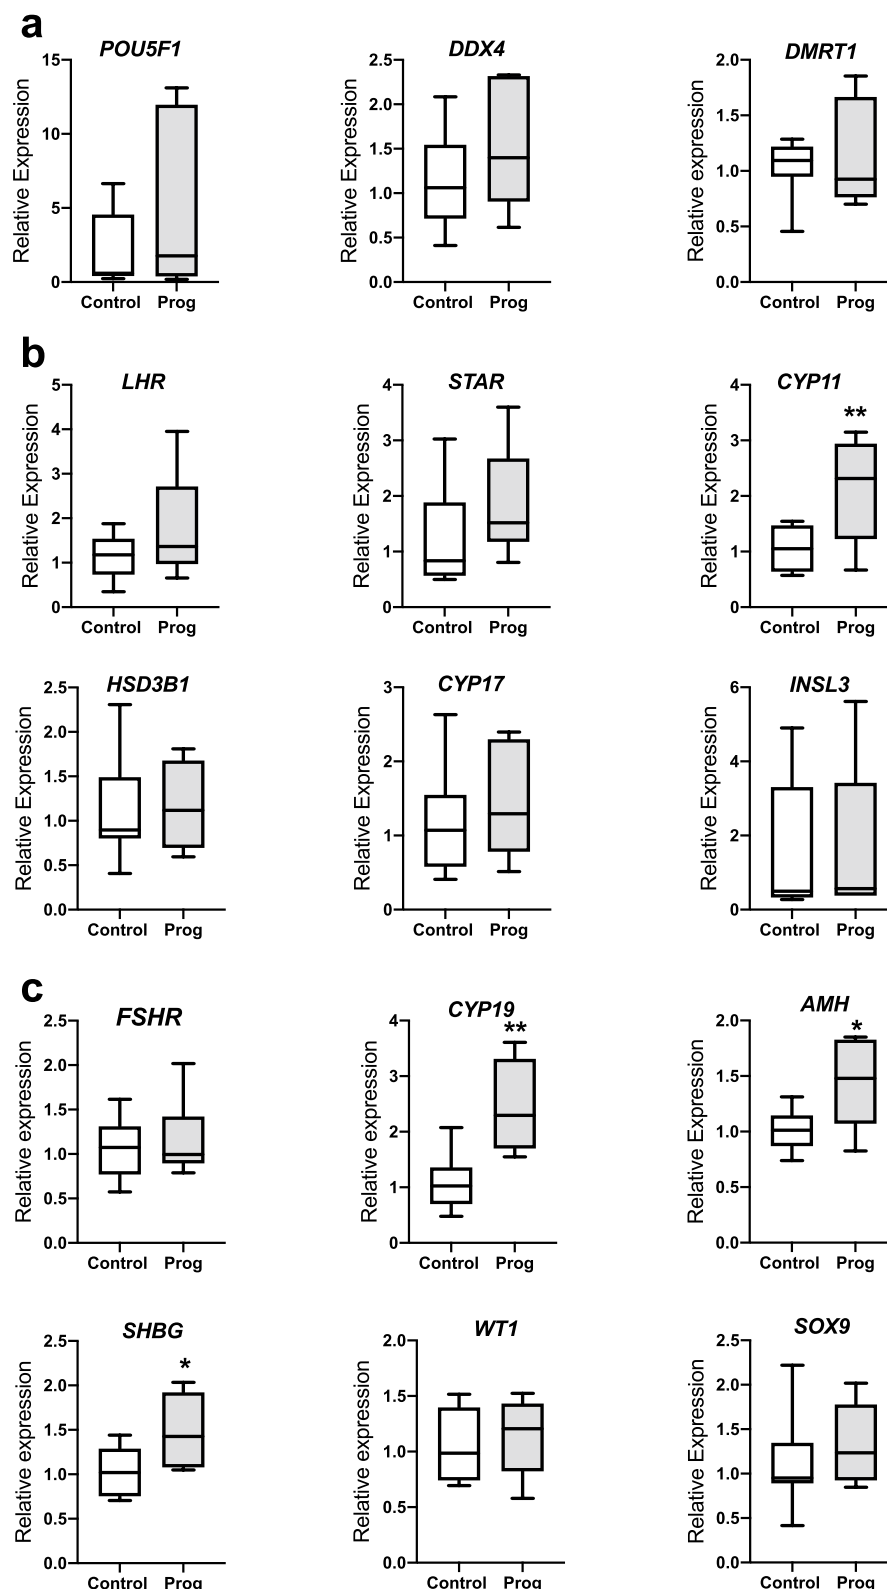 a
POU5F1
Relative Expression
15
10
5
0
Control Prog
DDX4
Relative Expression
2.5
2.0
1.5
1.0
0.5
0.0
Control Prog
DMRT1
Relative expression
2.0
1.5
1.0
0.5
0.0
Control Prog
b
LHR
Relative Expression
5
4
3
2
1
0
Control Prog
STAR
Relative Expression
4
3
2
1
0
Control Prog
CYP11
**
Relative Expression
4
3
2
1
0
Control Prog
HSD3B1
Relative Expression
2.5
2.0
1.5
1.0
0.5
0.0
Control Prog
CYP17
Relative Expression
3
2
1
0
Control Prog
INSL3
Relative Expression
6
4
2
0
Control Prog
c
FSHR
Relative expression
2.5
2.0
1.5
1.0
0.5
0.0
Control Prog
CYP19
**
Relative expression
4
3
2
1
0
Control Prog
AMH
*
Relative Expression
2.0
1.5
1.0
0.5
0.0
Control Prog
SHBG
*
Relative expression
2.5
2.0
1.5
1.0
0.5
0.0
Control Prog
WT1
Relative expression
2.0
1.5
1.0
0.5
0.0
Control Prog
SOX9
Relative Expression
2.5
2.0
1.5
1.0
0.5
0.0
Control Prog